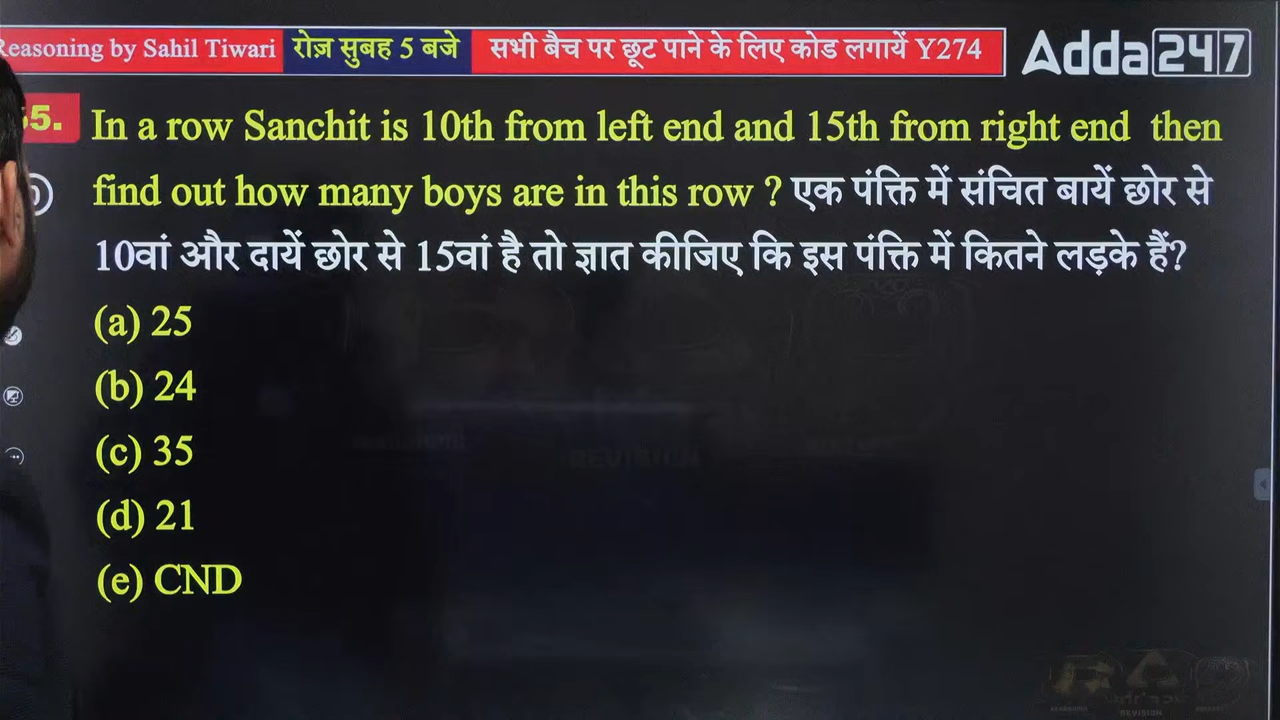 Reasoning by Sahil Tiwari रोज़ सुबह 5 बजे सभी बैच पर छूट पाने के लिए कोड लगायें Y274 Adda247
5. In a row Sanchit is 10th from left end and 15th from right end then
find out how many boys are in this row ? एक पंक्ति में संचित बायें छोर से
10वां और दायें छोर से 15वां है तो ज्ञात कीजिए कि इस पंक्ति में कितने लड़के हैं?
(a) 25
(b) 24
(c) 35
(d) 21
(e) CND
REVISION